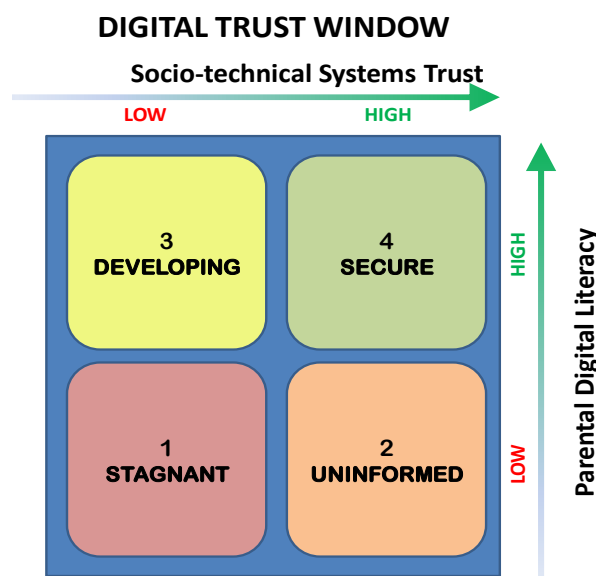 DIGITAL TRUST WINDOW
Socio-technical Systems Trust
LOW
HIGH
3
DEVELOPING
4
SECURE
HIGH
Parental Digital Literacy
1
STAGNANT
2
UNINFORMED
LOW